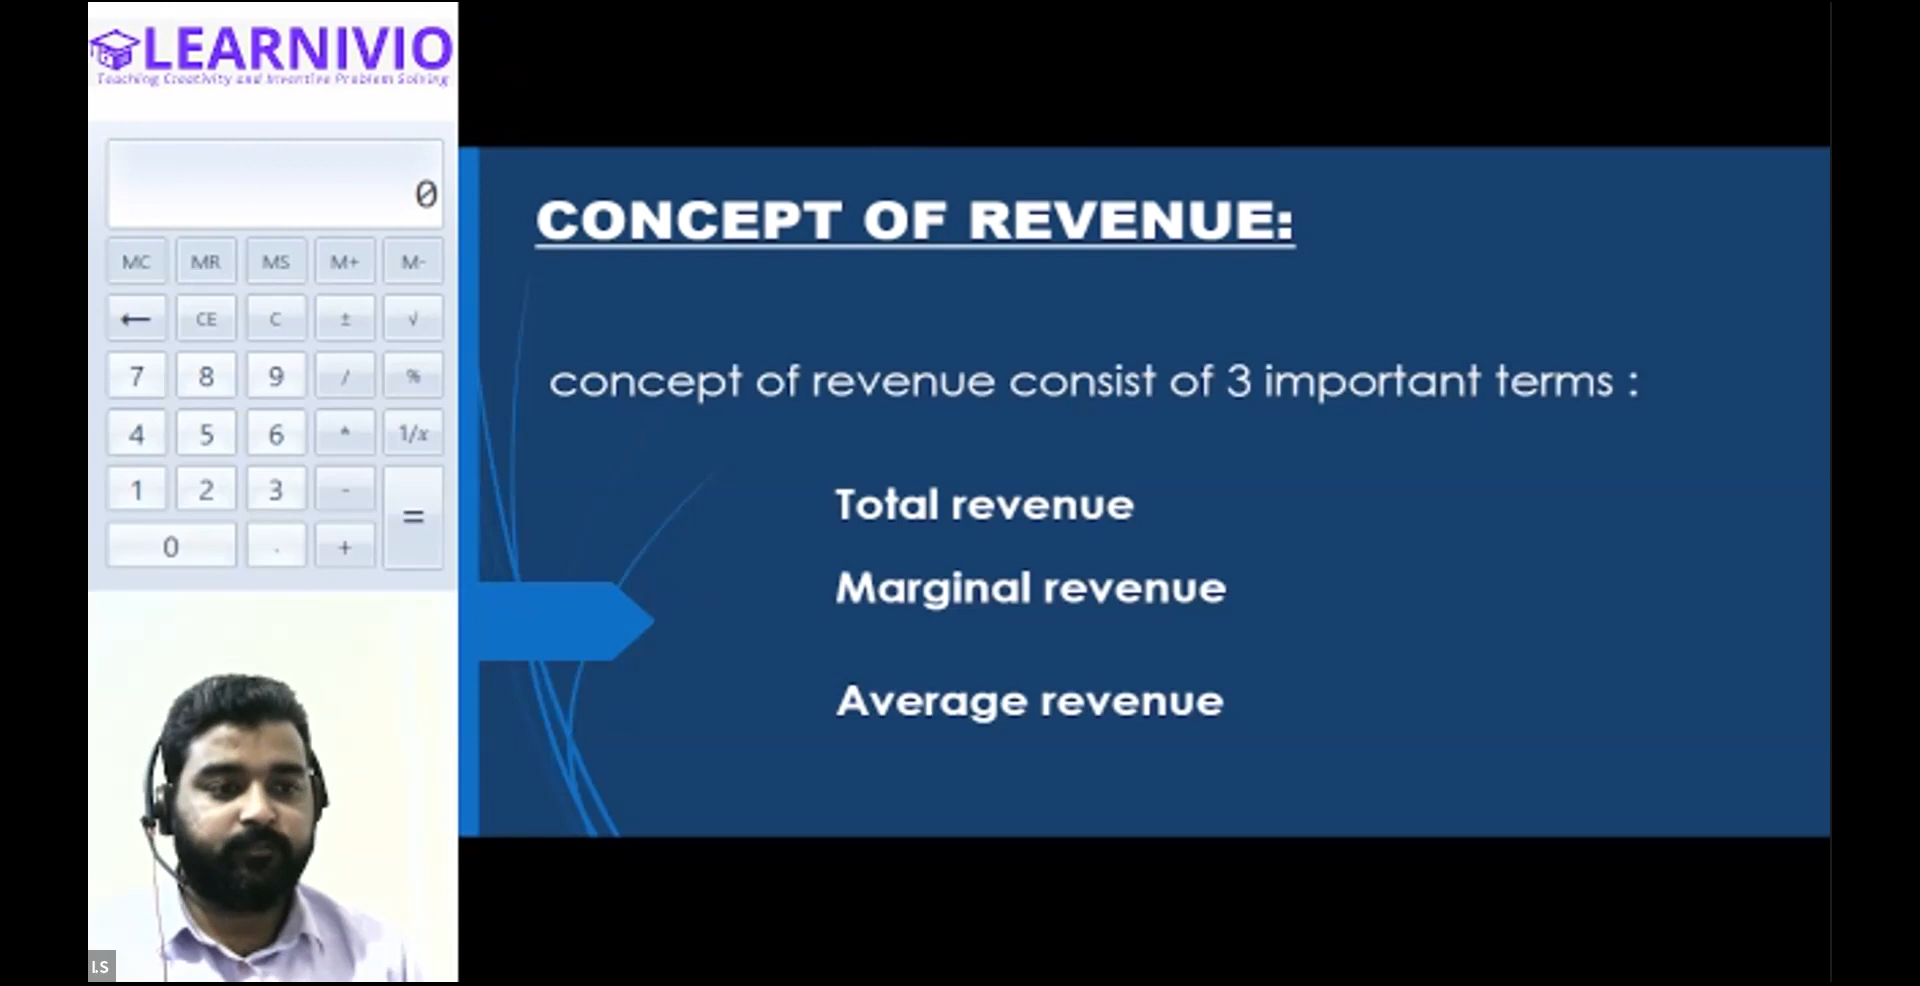 LEARNIVIO
Teaching Creativity and Inventive Problem Solving
0
MC MR MS M+ M-
← CE C ± √
7 8 9 / %
4 5 6 * 1/x
1 2 3 - =
0 . +
I.S
CONCEPT OF REVENUE:
concept of revenue consist of 3 important terms :
Total revenue
Marginal revenue
Average revenue